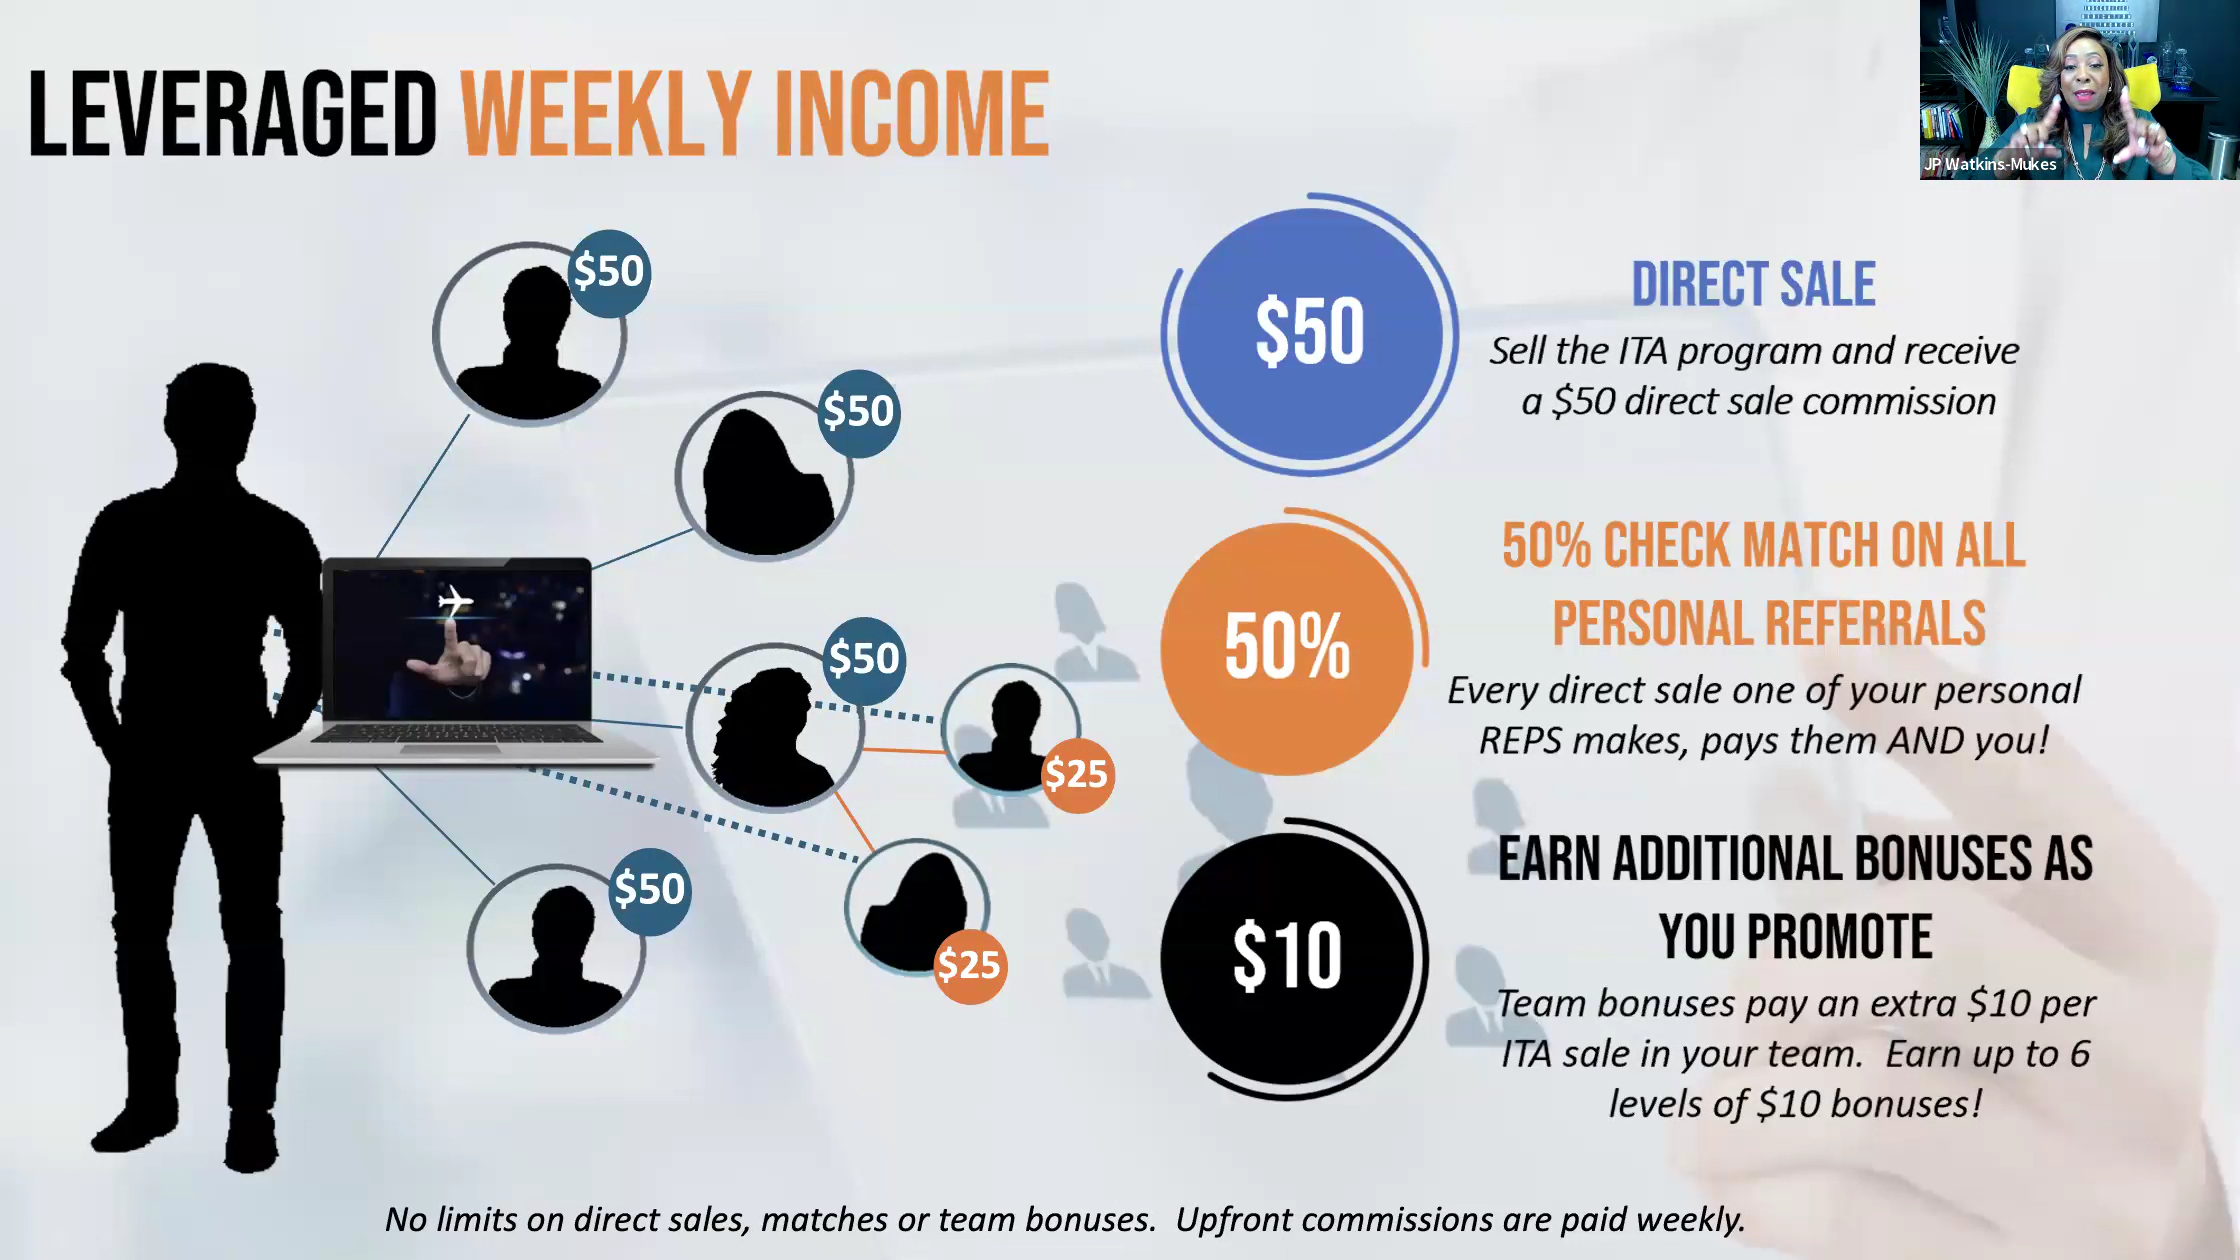 LEVERAGED WEEKLY INCOME
JP Watkins-Mukes
$50
$50
$50
$25
$25
$50
$50
DIRECT SALE
Sell the ITA program and receive
a $50 direct sale commission
50%
50% CHECK MATCH ON ALL
PERSONAL REFERRALS
Every direct sale one of your personal
REPS makes, pays them AND you!
$10
EARN ADDITIONAL BONUSES AS
YOU PROMOTE
Team bonuses pay an extra $10 per
ITA sale in your team. Earn up to 6
levels of $10 bonuses!
No limits on direct sales, matches or team bonuses. Upfront commissions are paid weekly.